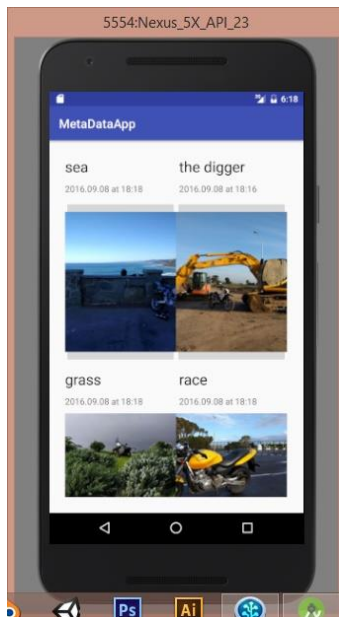 5554:Nexus_5X_API_23
6:18
MetaDataApp
sea
the digger
2016.09.08 at 18:18
2016.09.08 at 18:16
grass
race
2016.09.08 at 18:18
2016.09.08 at 18:18
Ps
Ai